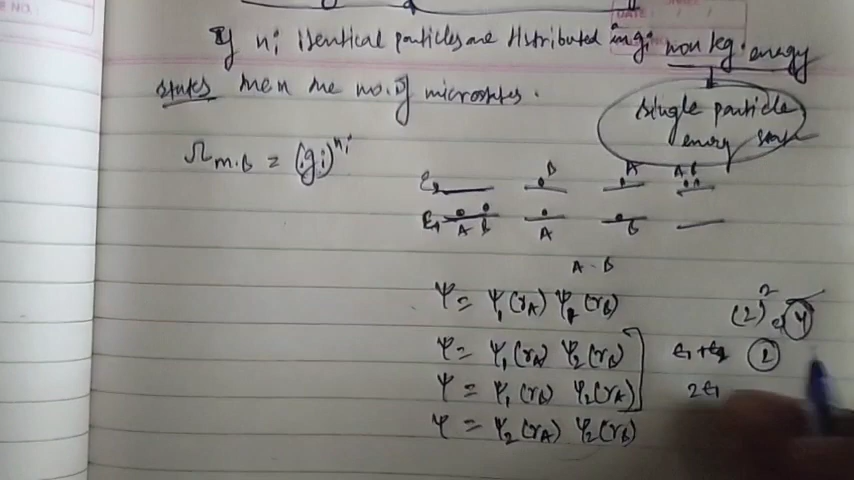 If ni identical particles are distributed in gi non deg. energy
states then the no. of microstates.
single particle
energy state
Ω M.B = (gi)^ni
E2 B A A B
E1 A B A B
A - B
Ψ = Ψ1(rA) Ψ1(rB)
(2)^2 = 4
Ψ = Ψ1(rA) Ψ2(rB) E1 + E2 2
Ψ = Ψ1(rB) Ψ2(rA) 2E1
Ψ = Ψ2(rA) Ψ2(rB)